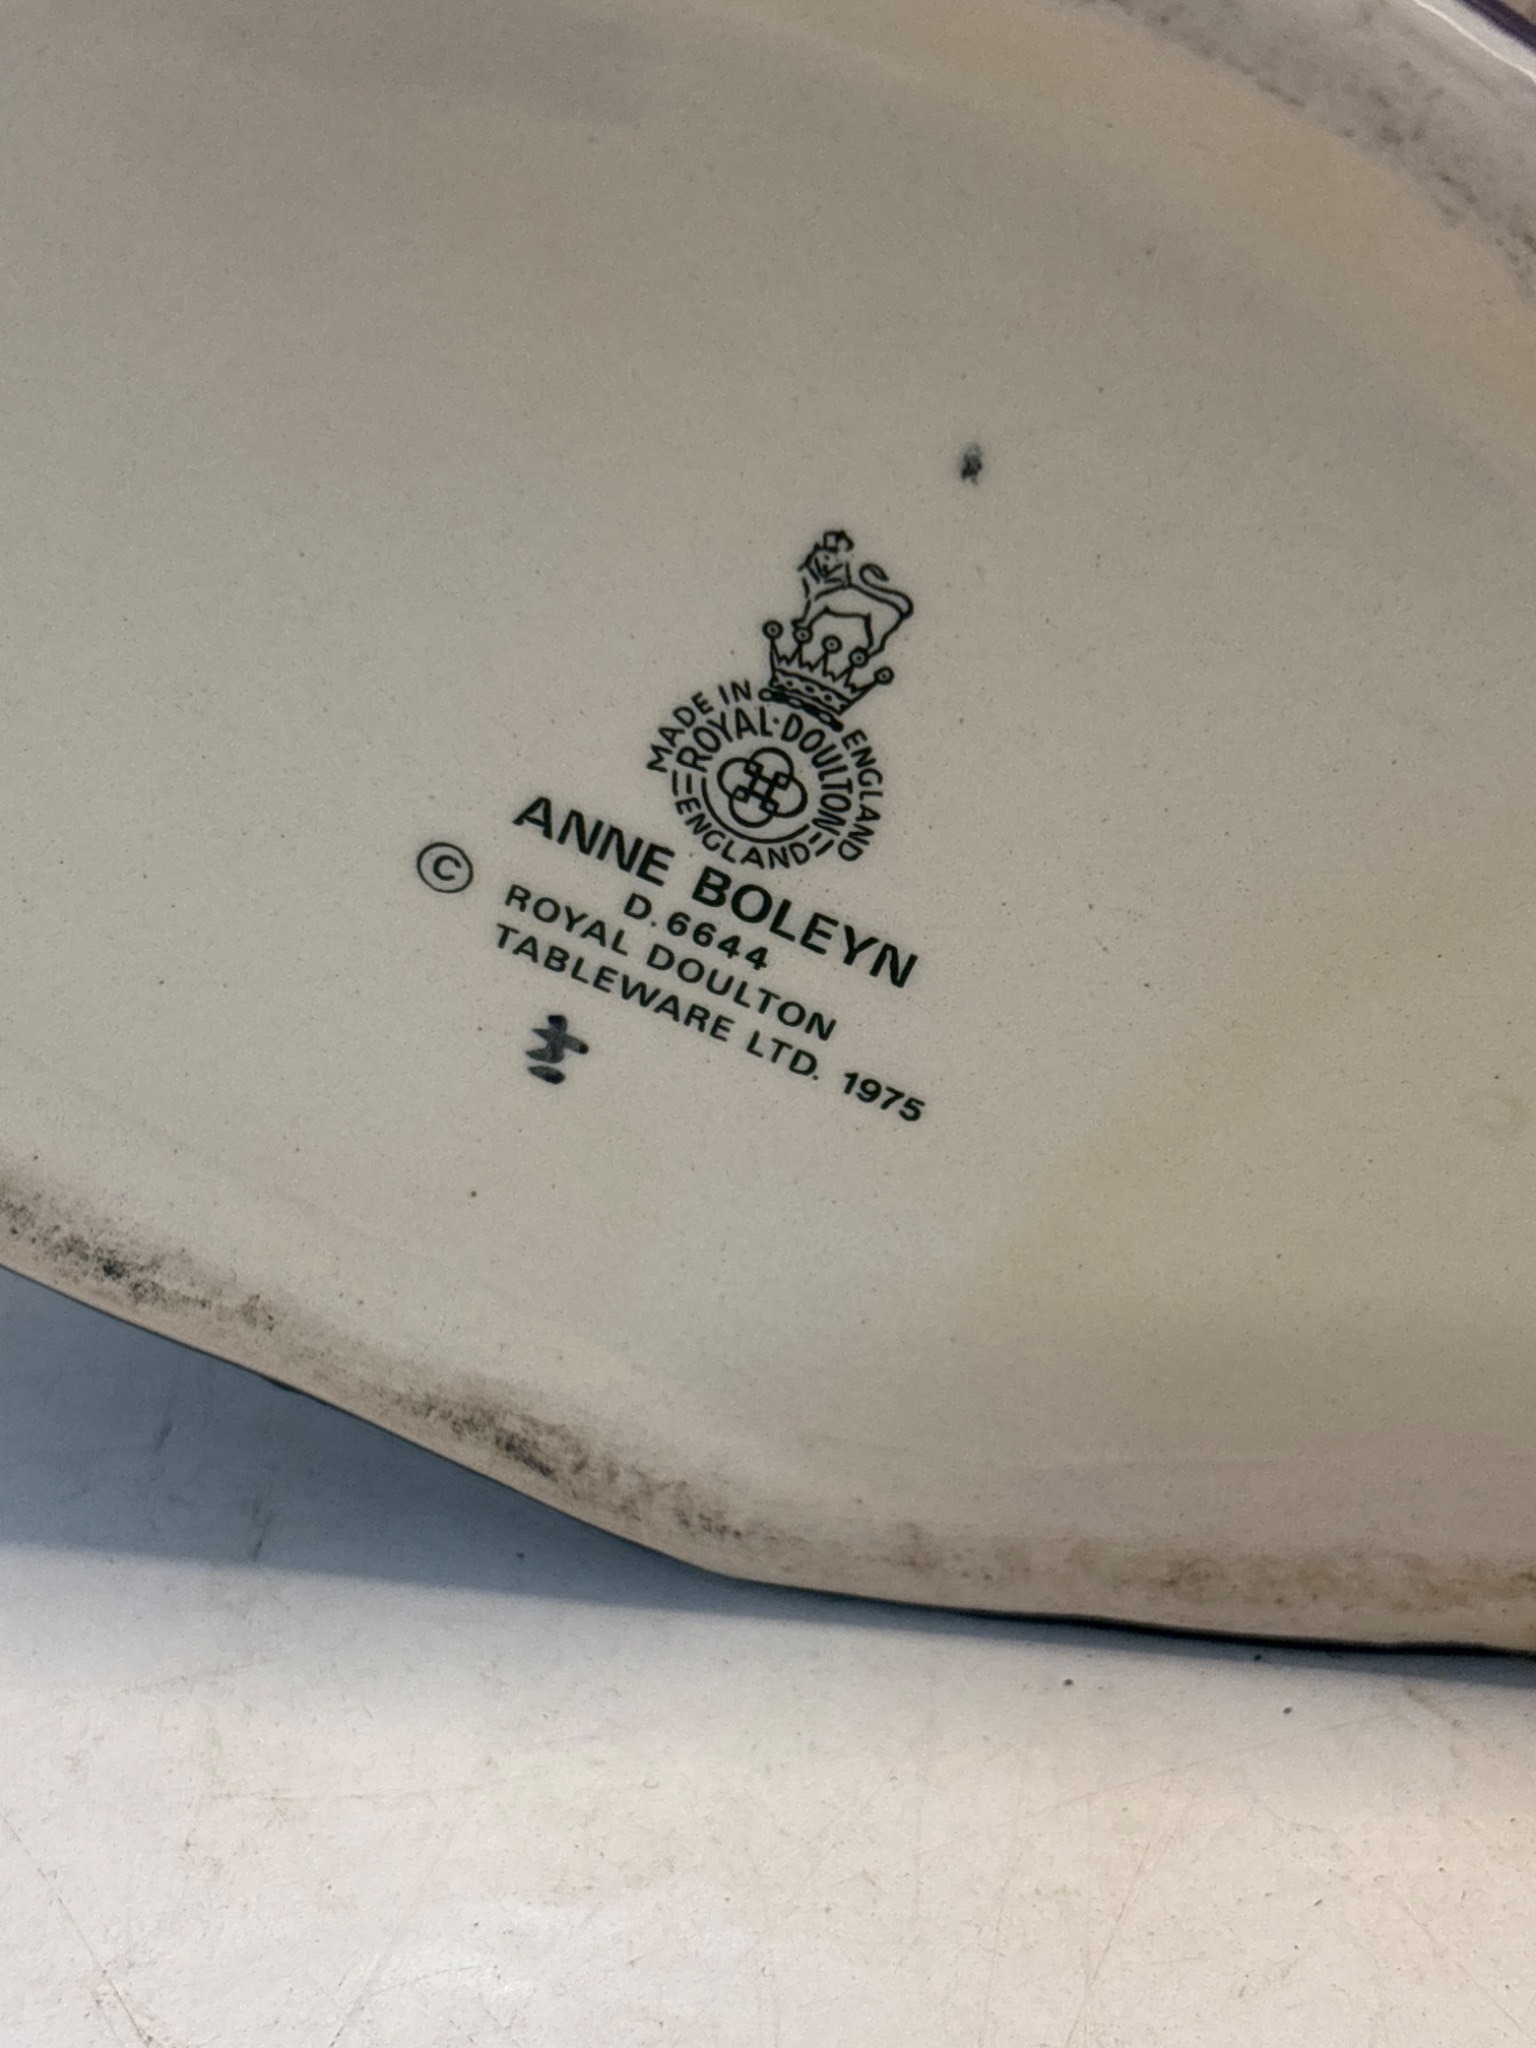 MADE IN ENGLAND
ROYAL·DOULTON
ENGLAND
ANNE BOLEYN
D.6644
© ROYAL DOULTON
TABLEWARE LTD. 1975